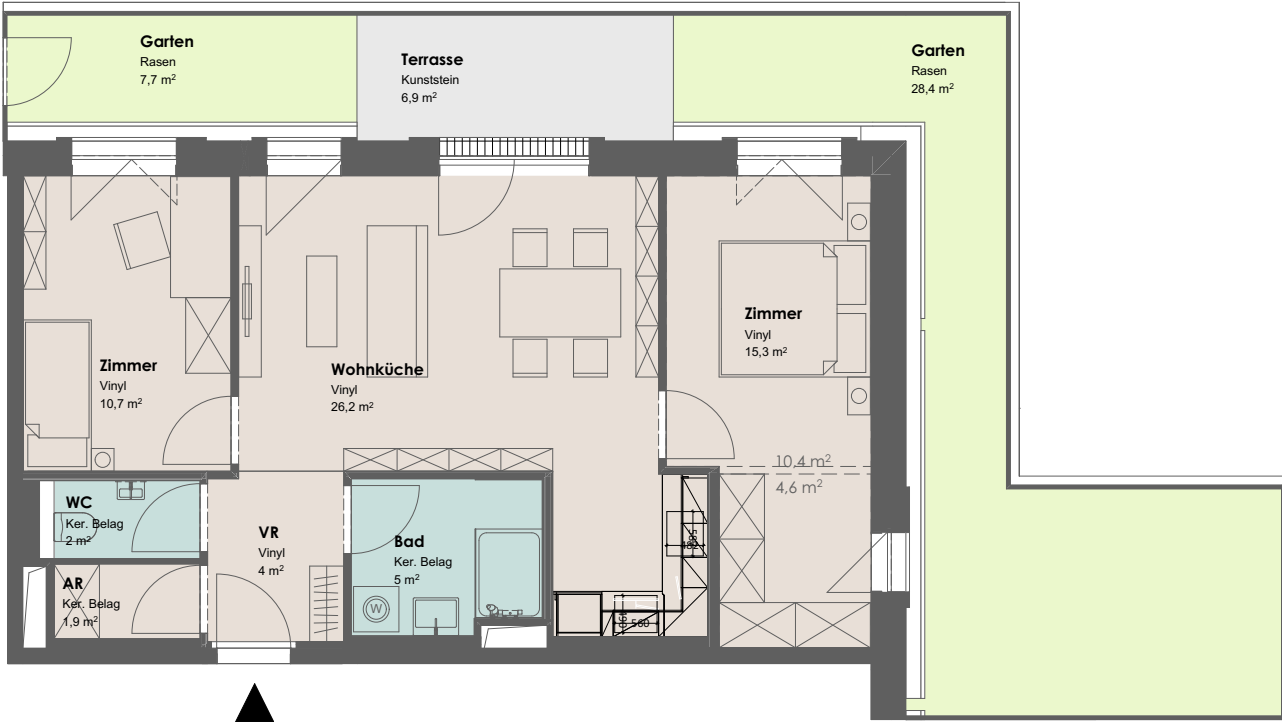 Garten
Rasen
7,7 m²
Terrasse
Kunststein
6,9 m²
Garten
Rasen
28,4 m²
Zimmer
Vinyl
10,7 m²
Wohnküche
Vinyl
26,2 m²
Zimmer
Vinyl
15,3 m²
10,4 m²
4,6 m²
WC
Ker. Belag
2 m²
VR
Vinyl
4 m²
Bad
Ker. Belag
5 m²
AR
Ker. Belag
1,9 m²
W
560